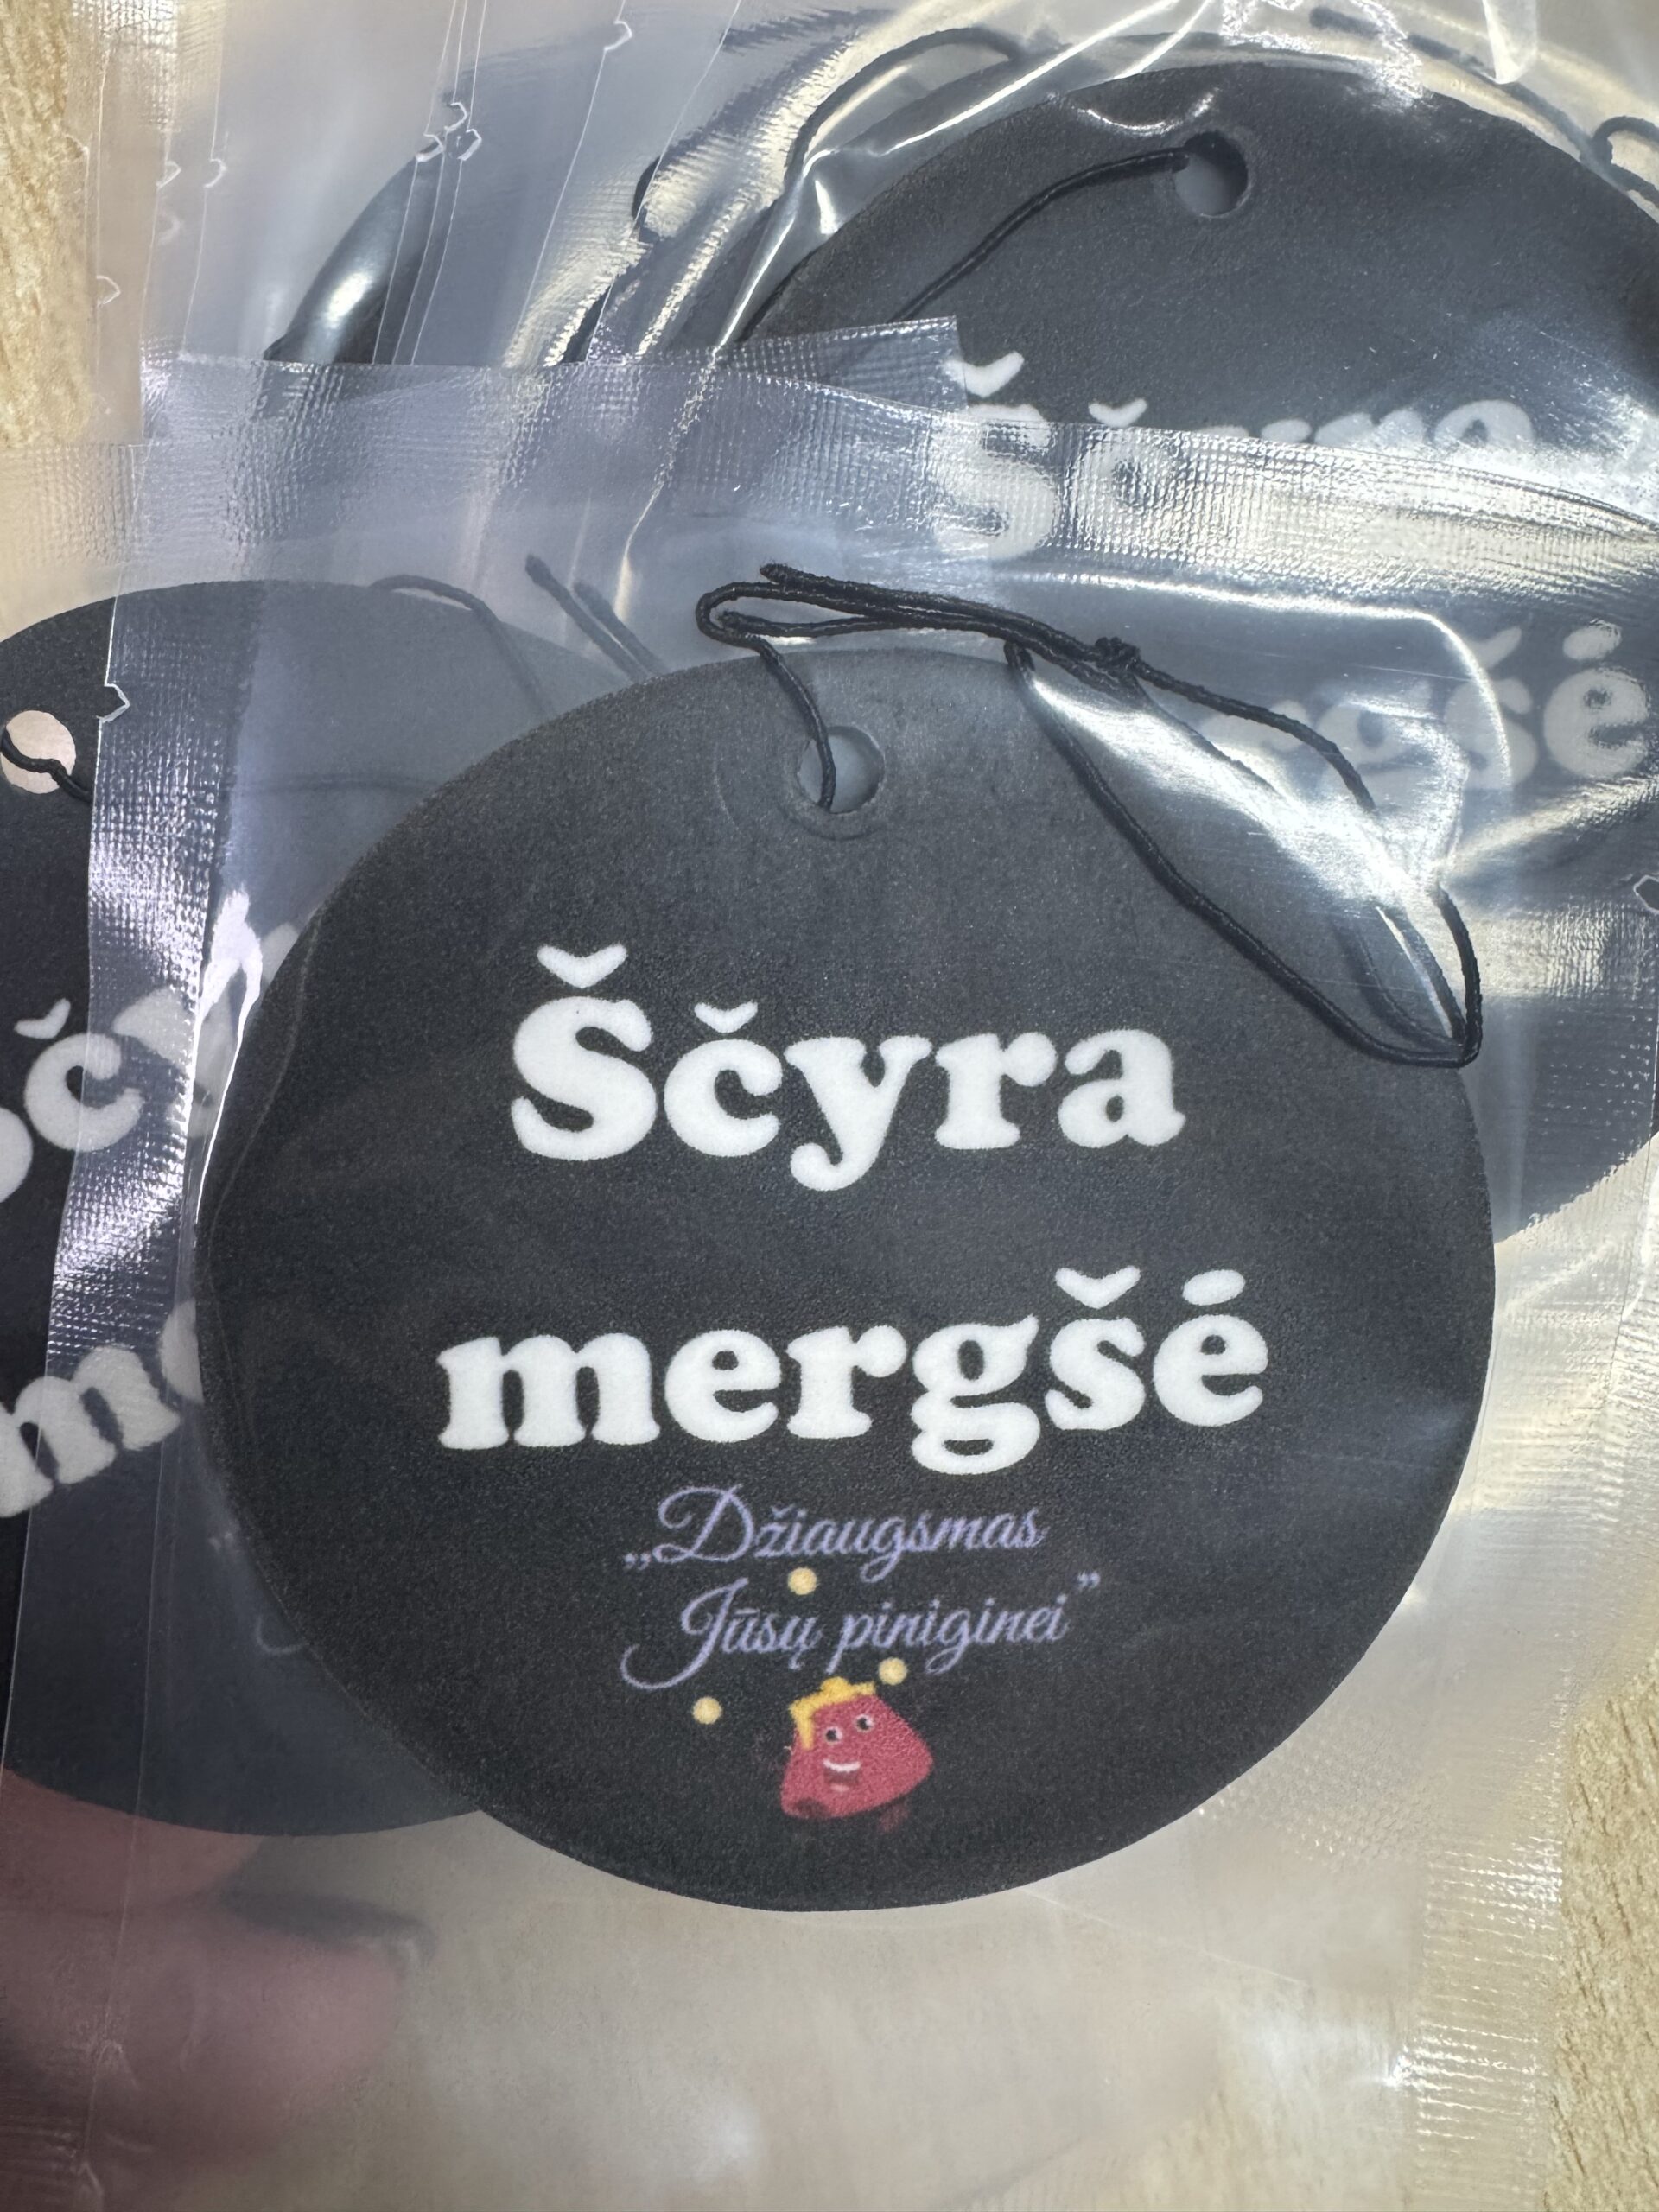 Ščyra
mergšė
„Džiaugsmas
Jūsų piniginei”